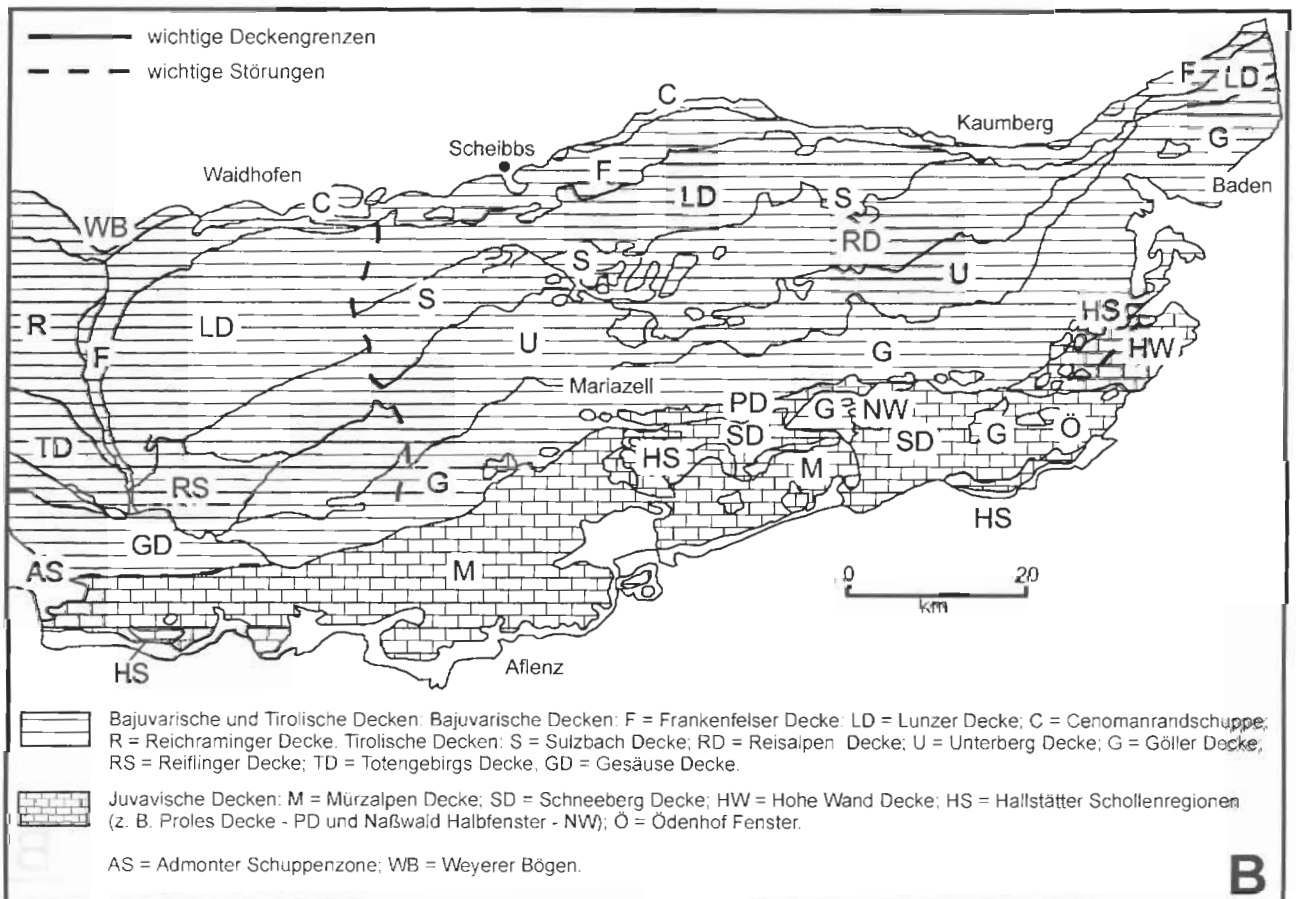 wichtige Deckengrenzen
wichtige Störungen
C
F
LD
G
Kaumberg
Baden
Scheibbs
Waidhofen
C
F
LD
S
RD
U
WB
R
F
LD
S
S
U
G
HS
HW
Mariazell
PD
G
NW
SD
HS
SD
G
Ö
M
HS
TD
RS
G
GD
AS
M
HS
Aflenz
0 20
km
Bajuvarische und Tirolische Decken: Bajuvarische Decken: F = Frankenfelser Decke: LD = Lunzer Decke; C = Cenomanrandschuppe;
R = Reichraminger Decke. Tirolische Decken: S = Sulzbach Decke; RD = Reisalpen Decke; U = Unterberg Decke; G = Göller Decke;
RS = Reiflinger Decke; TD = Totengebirgs Decke, GD = Gesäuse Decke.
Juvavische Decken: M = Mürzalpen Decke; SD = Schneeberg Decke; HW = Hohe Wand Decke; HS = Hallstätter Schollenregionen
(z. B. Proles Decke - PD und Naßwald Halbfenster - NW); Ö = Ödenhof Fenster.
AS = Admonter Schuppenzone; WB = Weyerer Bögen.
B